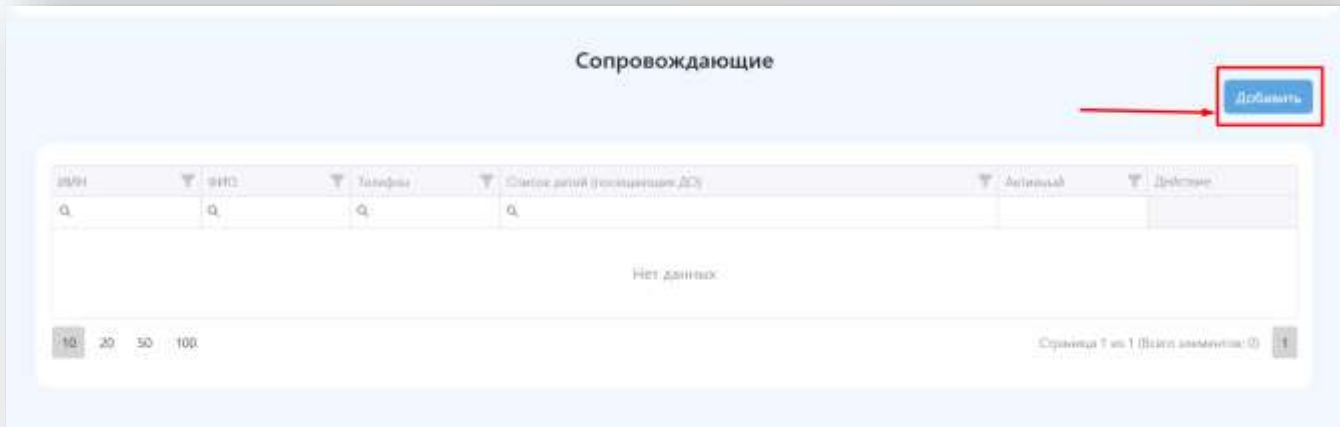 Сопровождающие
Добавить
ИИН ФИО Телефон Список детей (посещающих ДО) Активный Действие
Нет данных
10 20 50 100 Страница 1 из 1 (Всего элементов: 0) 1